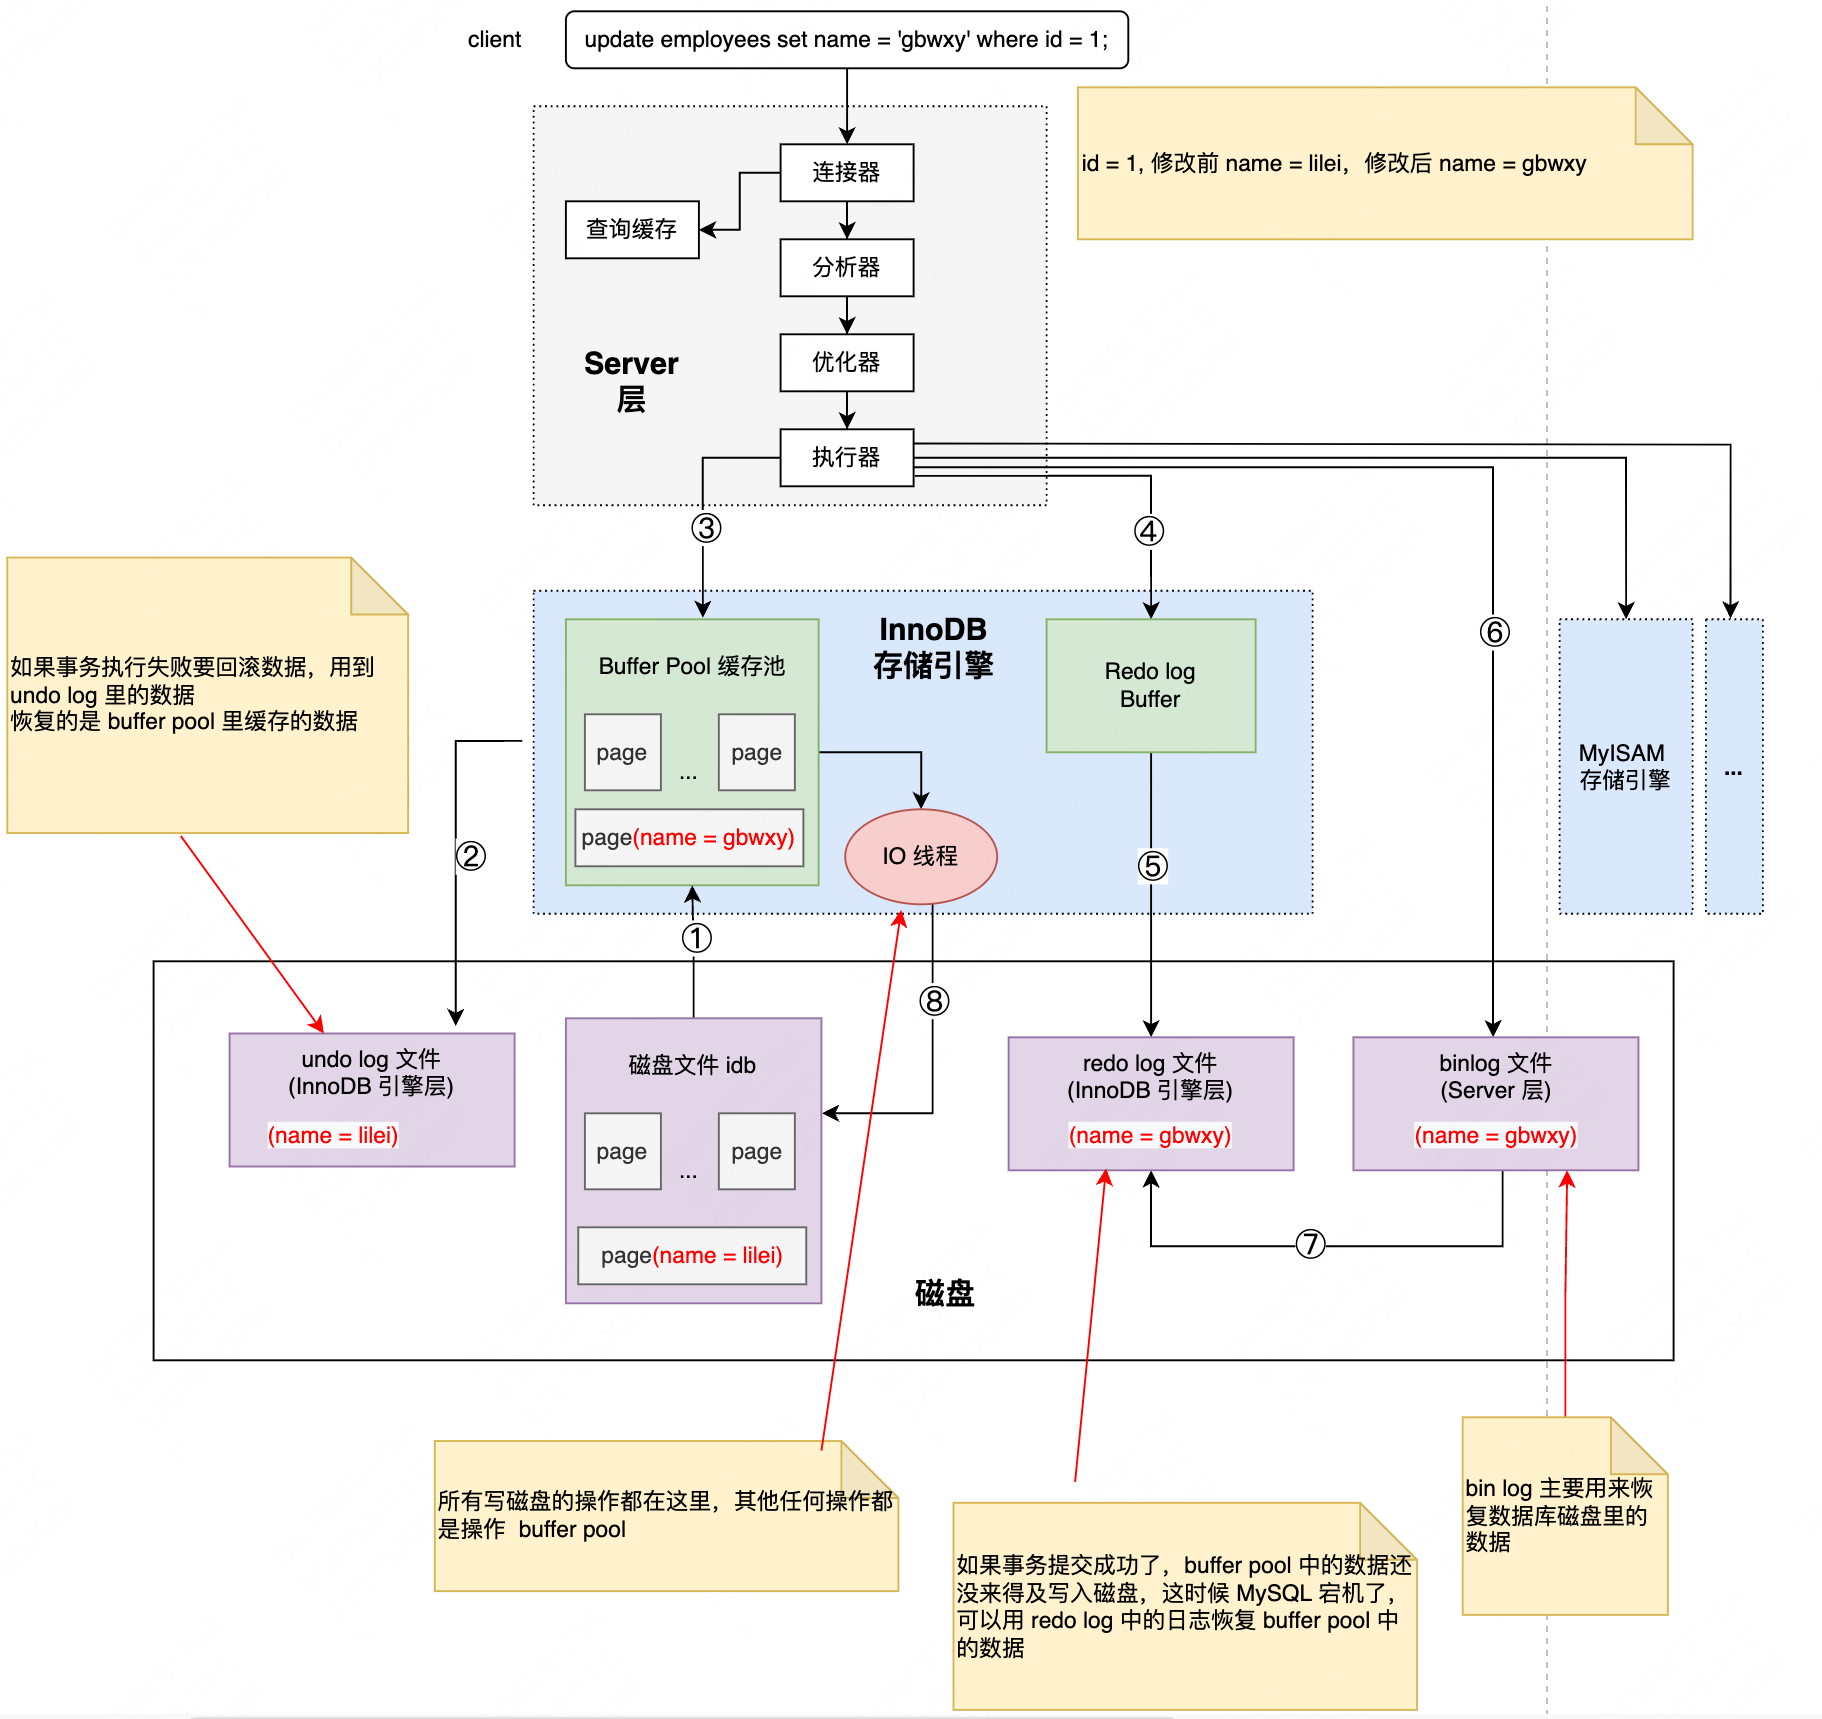 client
update employees set name = 'gbwxy' where id = 1;
id = 1, 修改前 name = lilei，修改后 name = gbwxy
连接器
查询缓存
分析器
优化器
Server
层
执行器
③
④
⑥
如果事务执行失败要回滚数据，用到
undo log 里的数据
恢复的是 buffer pool 里缓存的数据
InnoDB
存储引擎
Buffer Pool 缓存池
page
...
page
page(name = gbwxy)
IO 线程
Redo log
Buffer
MyISAM
存储引擎
...
②
⑤
①
⑧
undo log 文件
(InnoDB 引擎层)
(name = lilei)
磁盘文件 idb
page
...
page
page(name = lilei)
redo log 文件
(InnoDB 引擎层)
(name = gbwxy)
binlog 文件
(Server 层)
(name = gbwxy)
⑦
磁盘
所有写磁盘的操作都在这里，其他任何操作都
是操作 buffer pool
如果事务提交成功了，buffer pool 中的数据还
没来得及写入磁盘，这时候 MySQL 宕机了，
可以用 redo log 中的日志恢复 buffer pool 中
的数据
bin log 主要用来恢
复数据库磁盘里的
数据